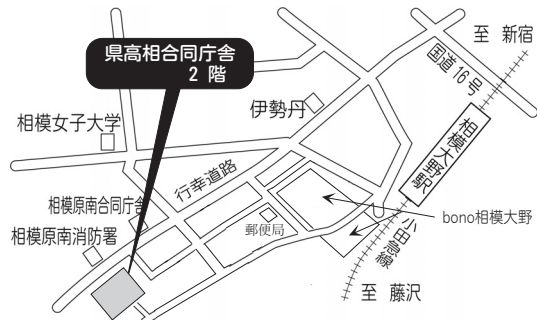 県高相合同庁舎
2 階
至 新宿
国道16号
伊勢丹
相模女子大学
相模大野駅
行幸道路
相模原南合同庁舎
bono相模大野
郵便局
小田急線
相模原南消防署
至 藤沢